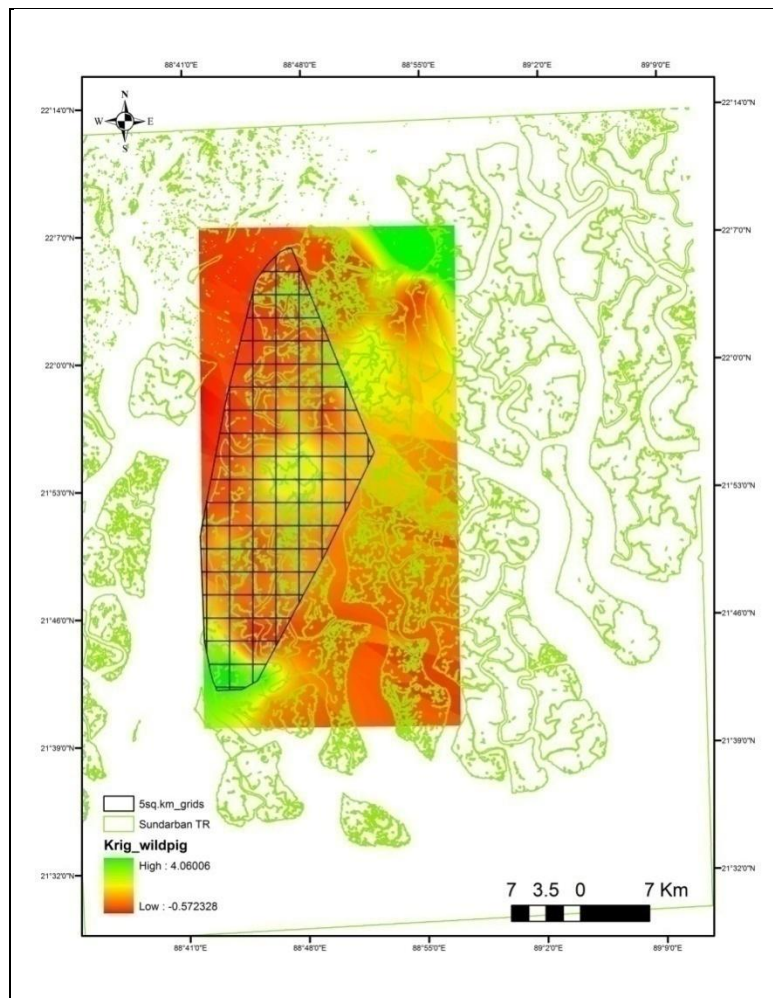 88°41'0"E 88°48'0"E 88°55'0"E 89°2'0"E 89°9'0"E
N
W E
S
22°14'0"N 22°14'0"N
22°7'0"N 22°7'0"N
22°0'0"N 22°0'0"N
21°53'0"N 21°53'0"N
21°46'0"N 21°46'0"N
21°39'0"N 21°39'0"N
5sq.km_grids
Sundarban TR
Krig_wildpig
High : 4.06006
Low : -0.572328
21°32'0"N 21°32'0"N
7 3.5 0 7 Km
88°41'0"E 88°48'0"E 88°55'0"E 89°2'0"E 89°9'0"E